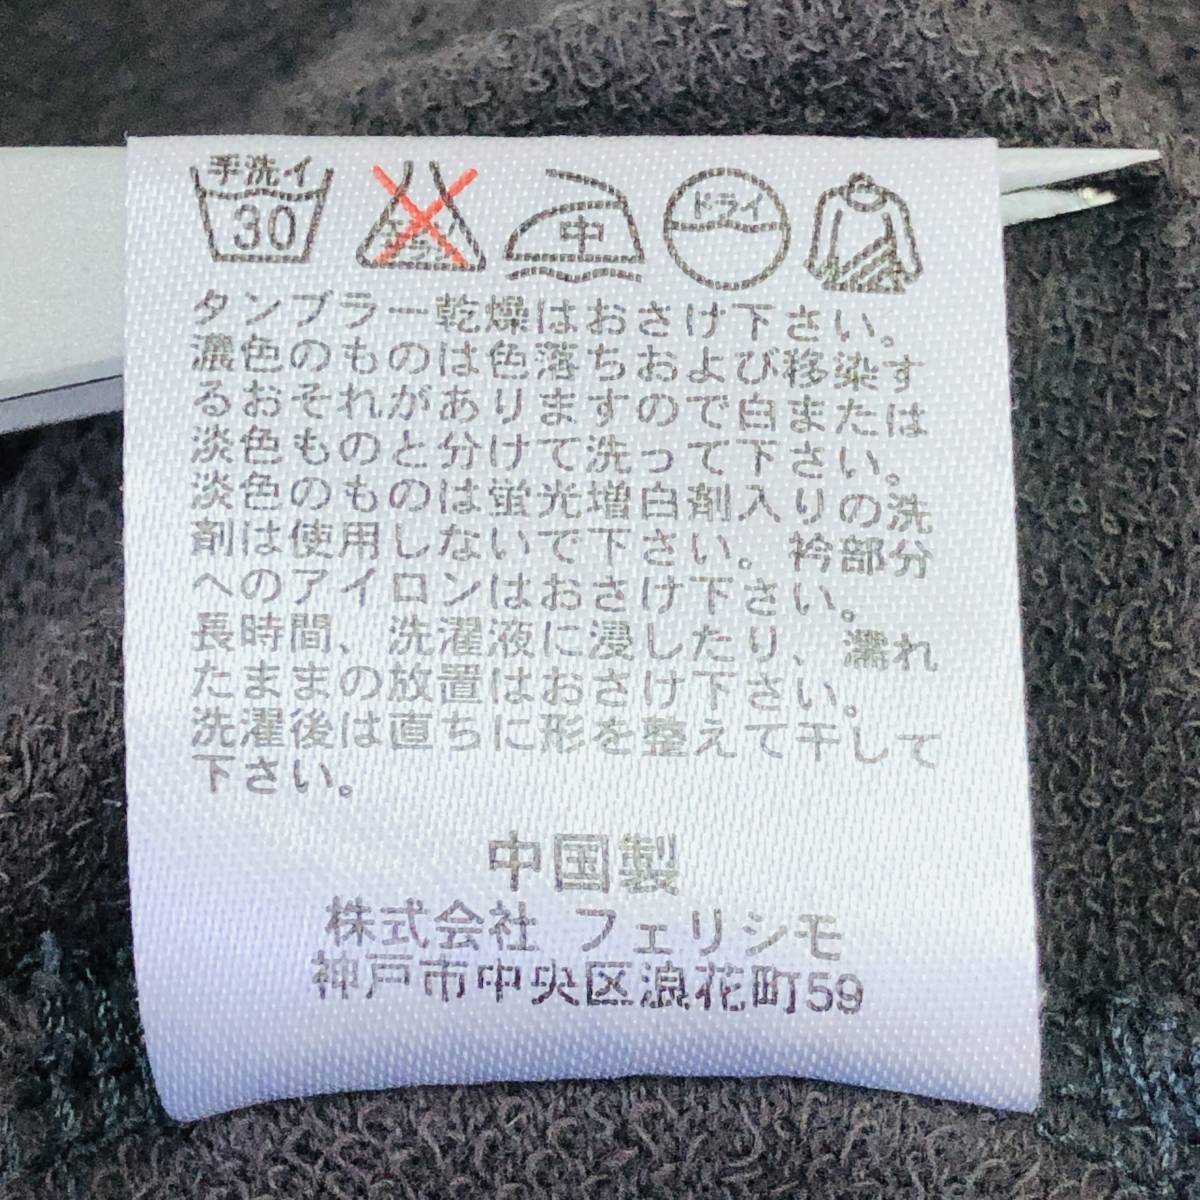 手洗イ
30
エンソ
サラシ
中
ドライ
タンブラー乾燥はおさけ下さい。
濃色のものは色落ちおよび移染す
るおそれがありますので白または
淡色ものと分けて洗って下さい。
淡色のものは蛍光増白剤入りの洗
剤は使用しないで下さい。衿部分
へのアイロンはおさけ下さい。
長時間、洗濯液に浸したり、濡れ
たままの放置はおさけ下さい。
洗濯後は直ちに形を整えて干して
下さい。
中国製
株式会社 フェリシモ
神戸市中央区浪花町59